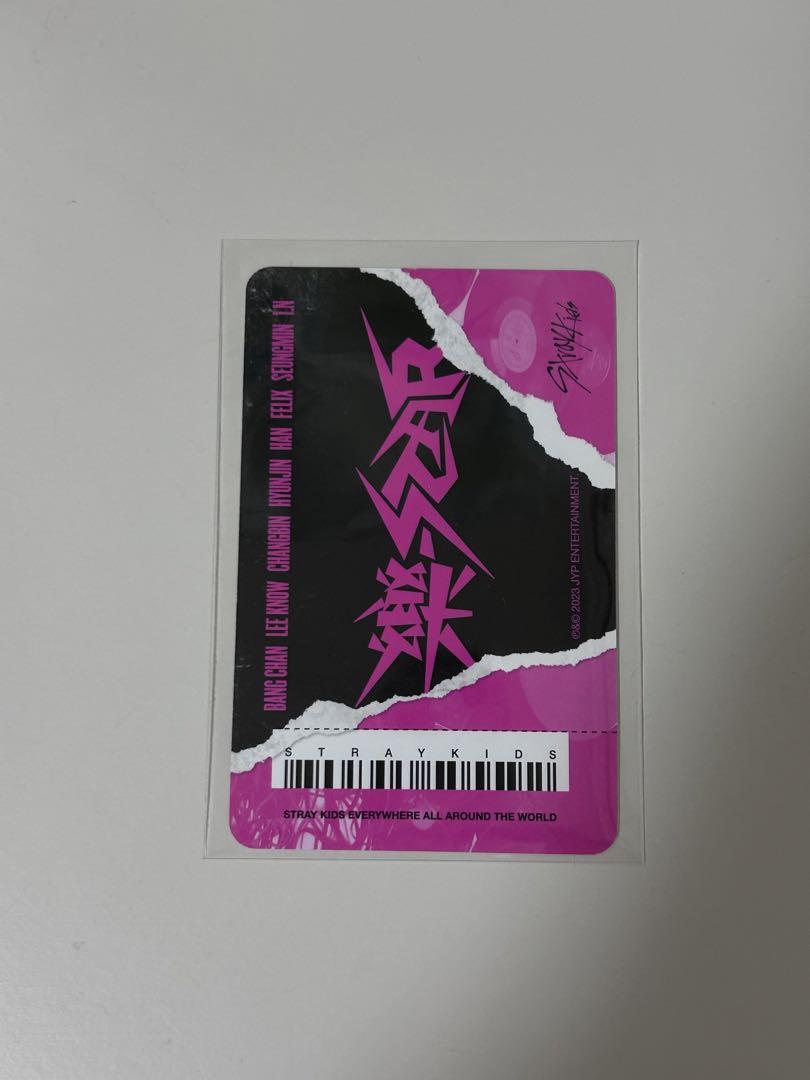 Stray Kids
BANG CHAN LEE KNOW CHANGBIN HYUNJIN HAN FELIX SEUNGMIN I.N
樂-STAR
℗&© 2023 JYP ENTERTAINMENT.
STRAYKIDS
STRAY KIDS EVERYWHERE ALL AROUND THE WORLD